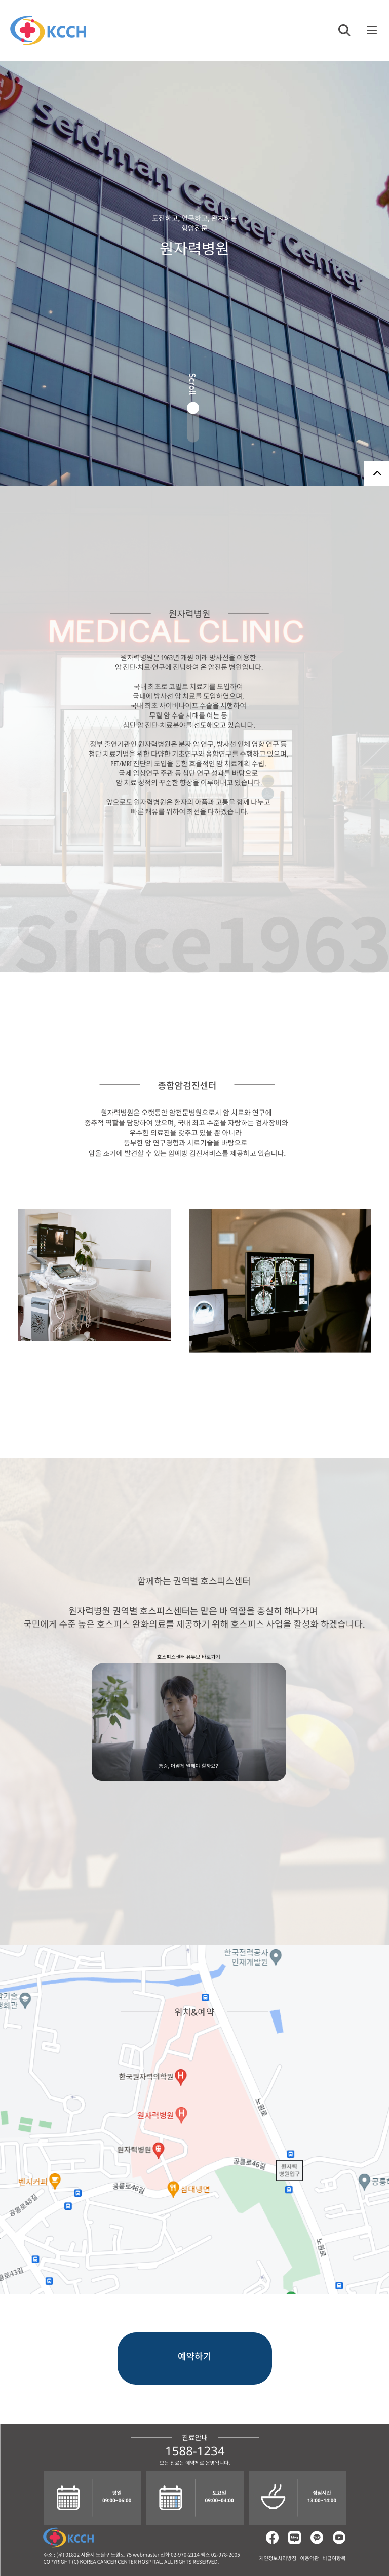 KCCH
Seidman Cancer Center
도전하고, 연구하고, 완치하는
항암전문
원자력병원
Scroll
원자력병원
MEDICAL CLINIC
원자력병원은 1963년 개원 이래 방사선을 이용한
암 진단·치료·연구에 전념하여 온 암전문 병원입니다.
국내 최초로 코발트 치료기를 도입하여
국내에 방사선 암 치료를 도입하였으며,
국내 최초 사이버나이프 수술을 시행하여
무혈 암 수술 시대를 여는 등
첨단 암 진단·치료분야를 선도해오고 있습니다.
정부 출연기관인 원자력병원은 분자 암 연구, 방사선 인체 영향 연구 등
첨단 치료기법을 위한 다양한 기초연구와 융합연구를 수행하고 있으며,
PET/MRI 진단의 도입을 통한 효율적인 암 치료계획 수립,
국제 임상연구 주관 등 첨단 연구 성과를 바탕으로
암 치료 성적의 꾸준한 향상을 이루어내고 있습니다.
앞으로도 원자력병원은 환자의 아픔과 고통을 함께 나누고
빠른 쾌유를 위하여 최선을 다하겠습니다.
Since1963
종합암검진센터
원자력병원은 오랫동안 암전문병원으로서 암 치료와 연구에
중추적 역할을 담당하여 왔으며, 국내 최고 수준을 자랑하는 검사장비와
우수한 의료진을 갖추고 있을 뿐 아니라
풍부한 암 연구경험과 치료기술을 바탕으로
암을 조기에 발견할 수 있는 암예방 검진서비스를 제공하고 있습니다.
함께하는 권역별 호스피스센터
원자력병원 권역별 호스피스센터는 맡은 바 역할을 충실히 해나가며
국민에게 수준 높은 호스피스 완화의료를 제공하기 위해 호스피스 사업을 활성화 하겠습니다.
호스피스센터 유튜브 바로가기
통증, 어떻게 말해야 할까요?
한국전력공사
인재개발원
위치&예약
한국원자력의학원
원자력병원
노원로
원자력병원
공릉로46길
원자력
병원입구
벤지커피
공릉로46길
삼대냉면
공릉로48길
노원로
공릉로43길
예약하기
진료안내
1588-1234
모든 진료는 예약제로 운영됩니다.
평일
09:00~06:00
토요일
09:00~04:00
점심시간
13:00~14:00
KCCH
주소 : (우) 01812 서울시 노원구 노원로 75 webmaster 전화 02-970-2114 팩스 02-978-2005
COPYRIGHT (C) KOREA CANCER CENTER HOSPITAL. ALL RIGHTS RESERVED.
개인정보처리방침 이용약관 비급여항목